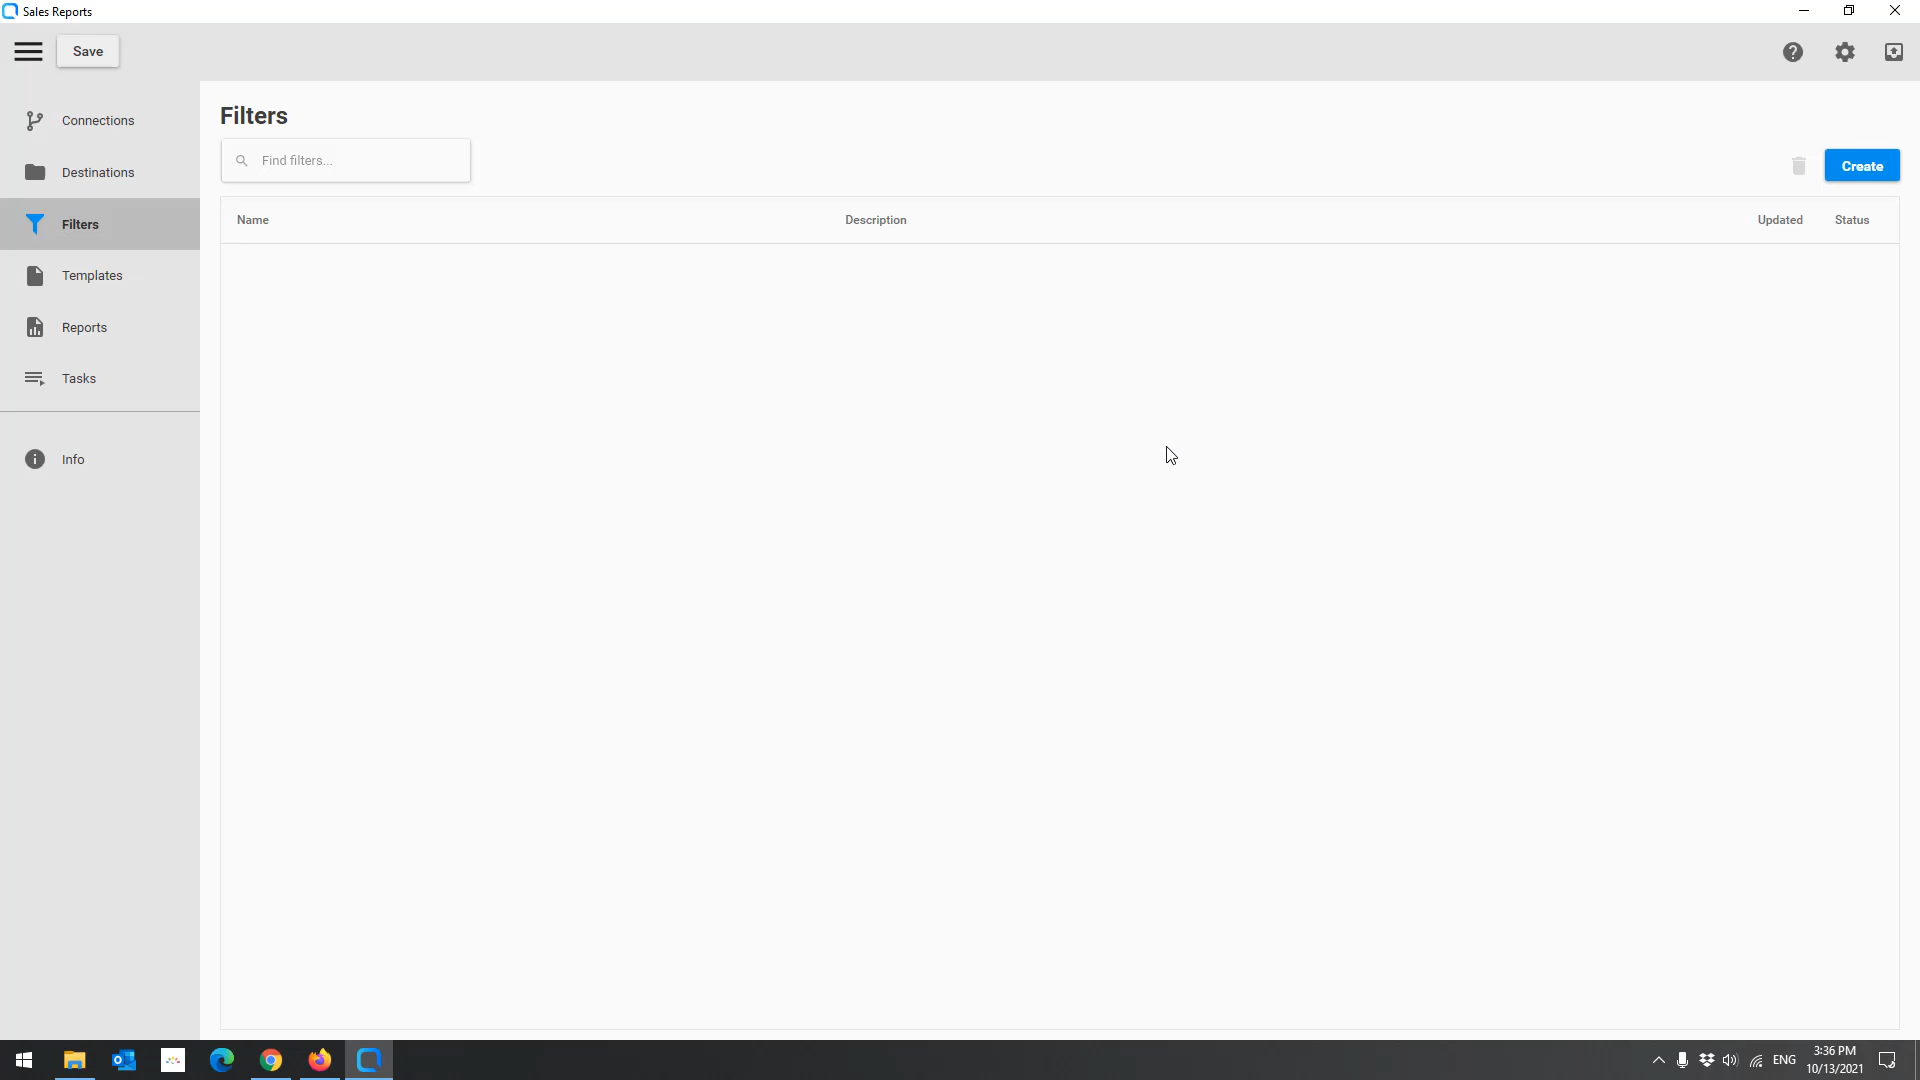 Sales Reports
Save
Connections
Destinations
Filters
Templates
Reports
Tasks
Info
Filters
Find filters...
Create
Name Description Updated Status
ENG
3:36 PM
10/13/2021